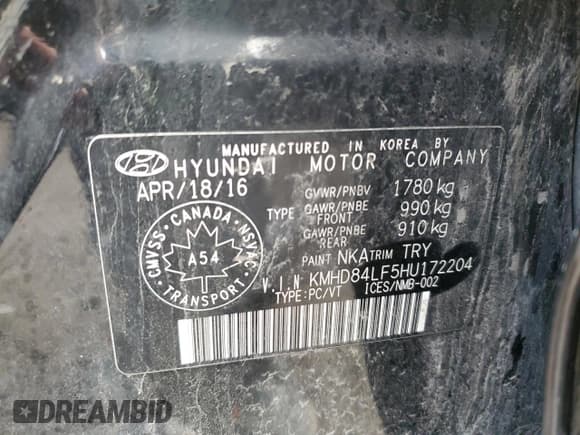 MANUFACTURED IN KOREA BY
HYUNDAI MOTOR COMPANY
APR/18/16
GVWR/PNBV 1780 kg
TYPE GAWR/PNBE FRONT 990 kg
GAWR/PNBE REAR 910 kg
PAINT NKA TRIM TRY
V.I.N KMHD84LF5HU172204
TYPE:PC/VT ICES/NMB-002
CMVSS · CANADA · NSVAC
A54
TRANSPORT
DREAMBID